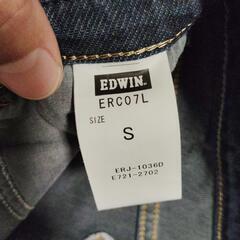 EDWIN.
ERC07L
SIZE
S
ERJ-1036D
E721-2702